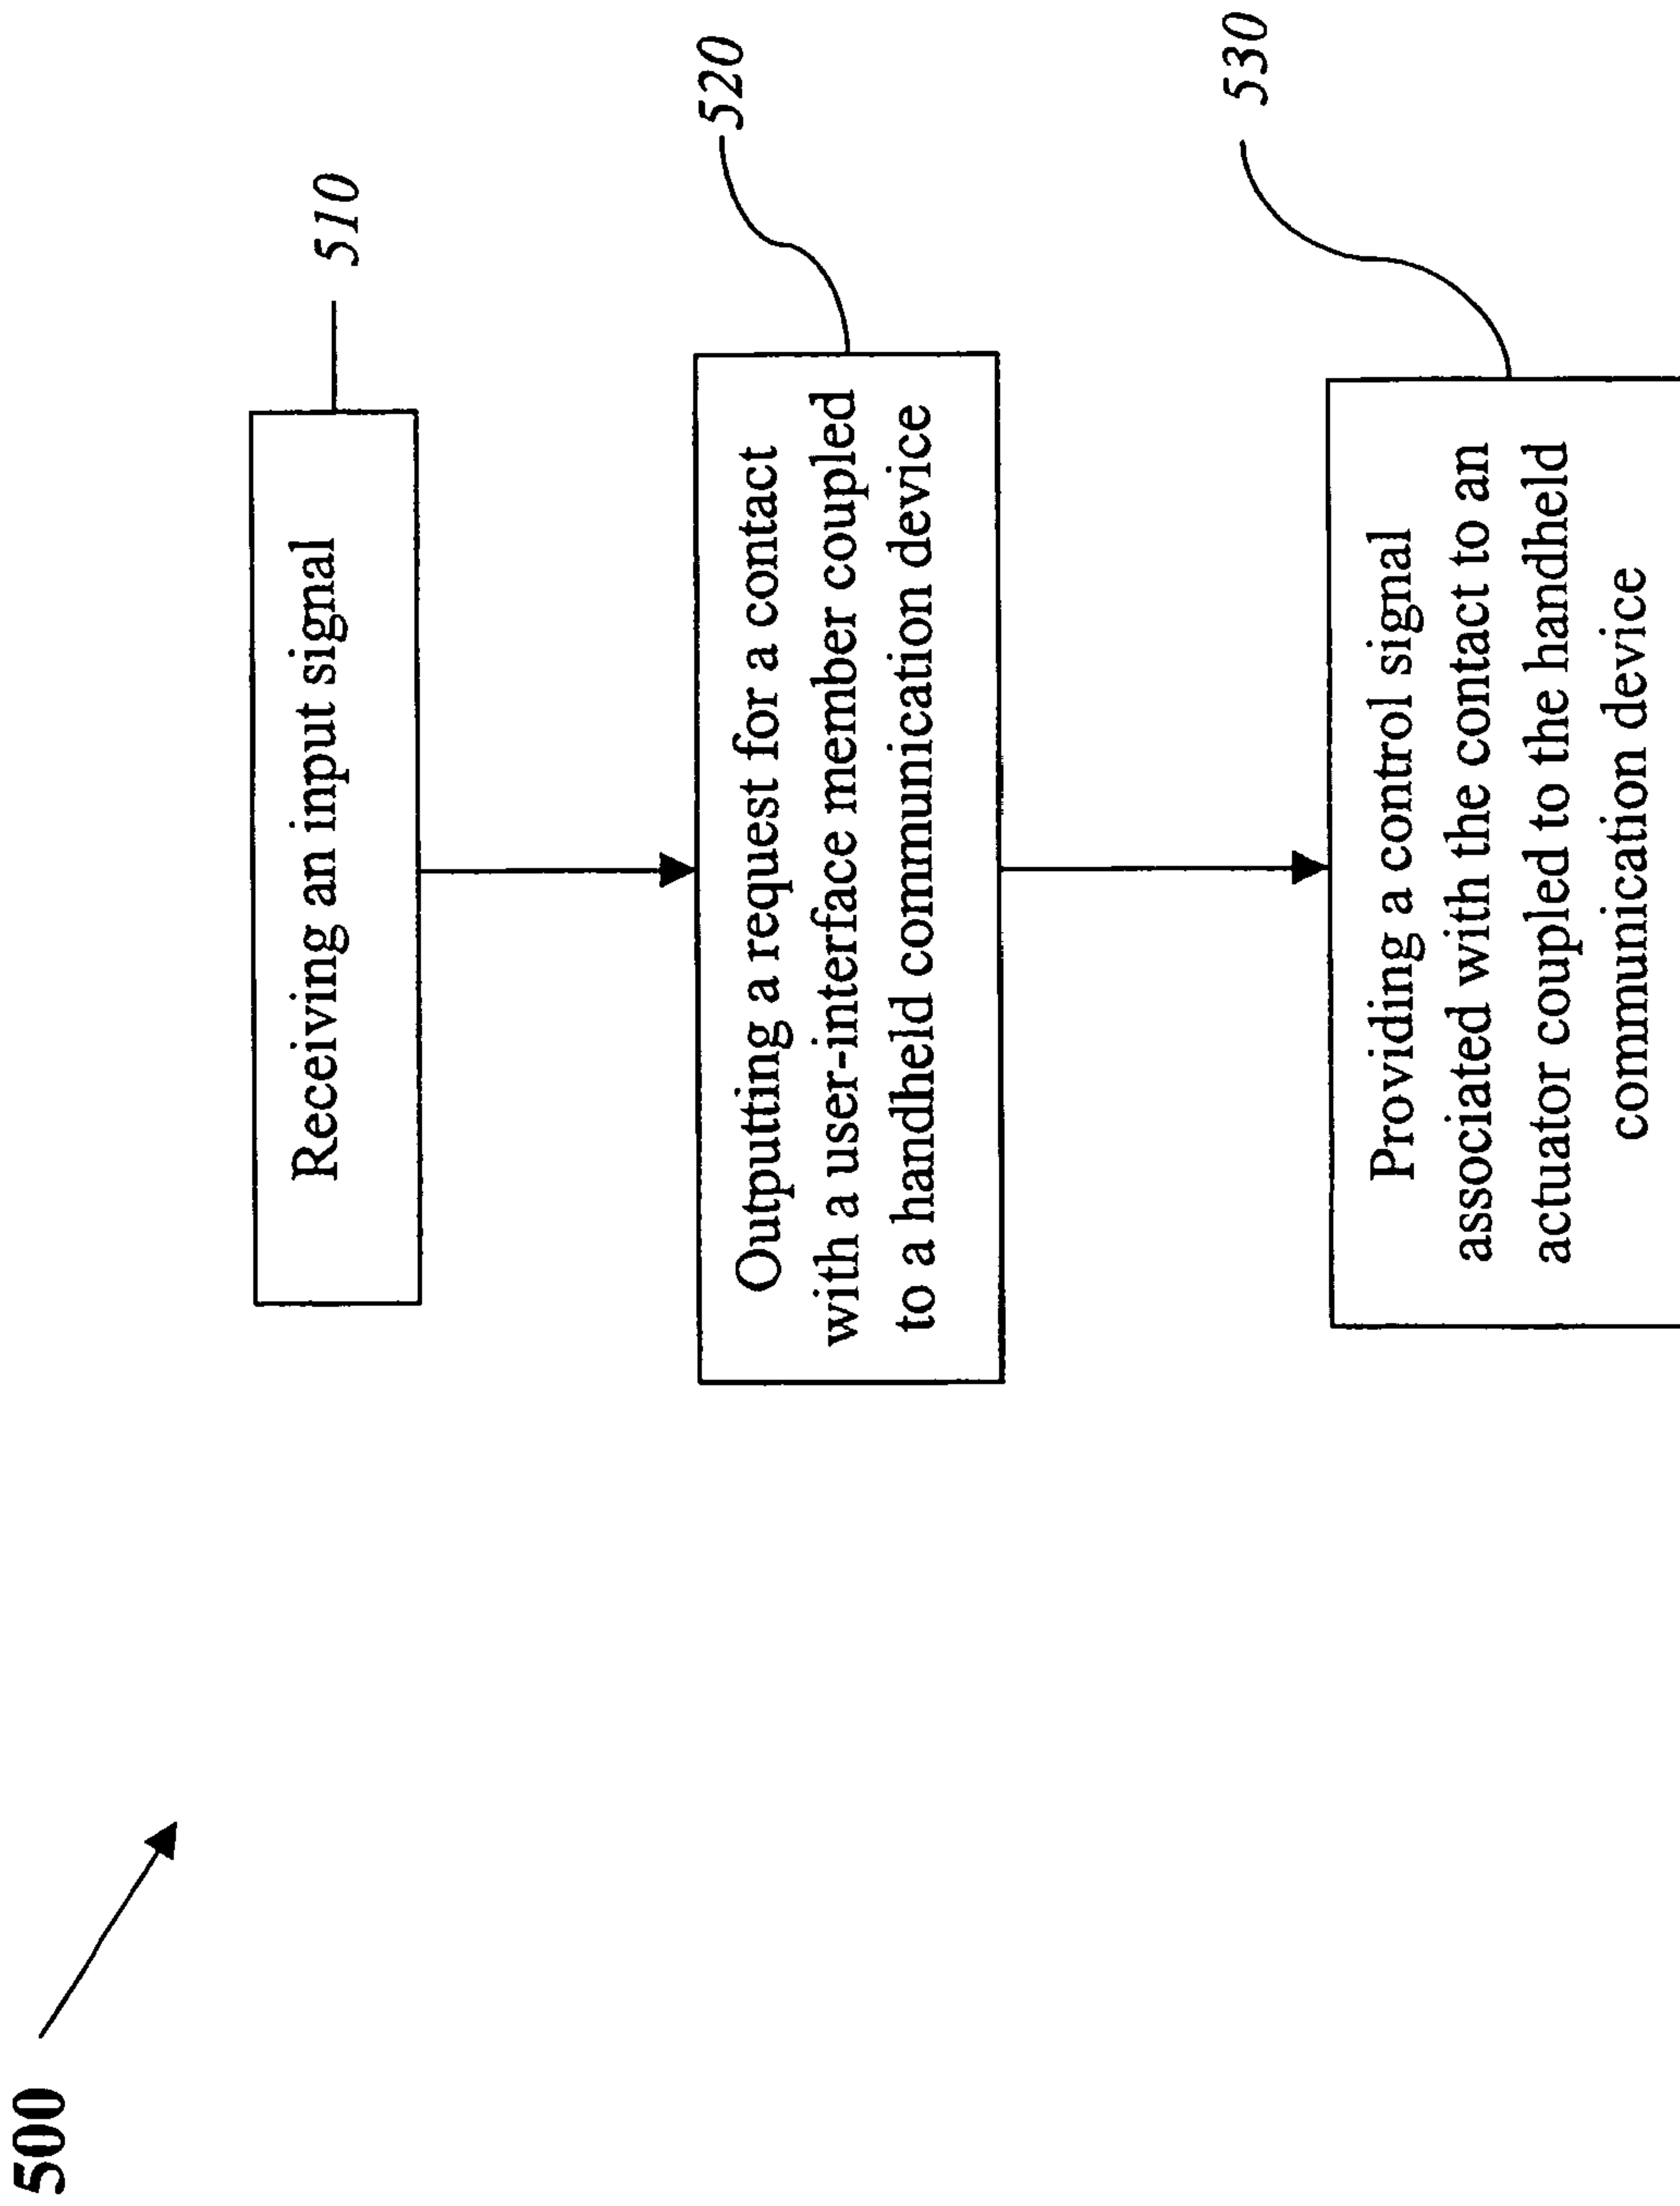 500
Receiving an input signal
510
Outputting a request for a contact
with a user-interface member coupled
to a handheld communication device
520
Providing a control signal
associated with the contact to an
actuator coupled to the handheld
communication device
530